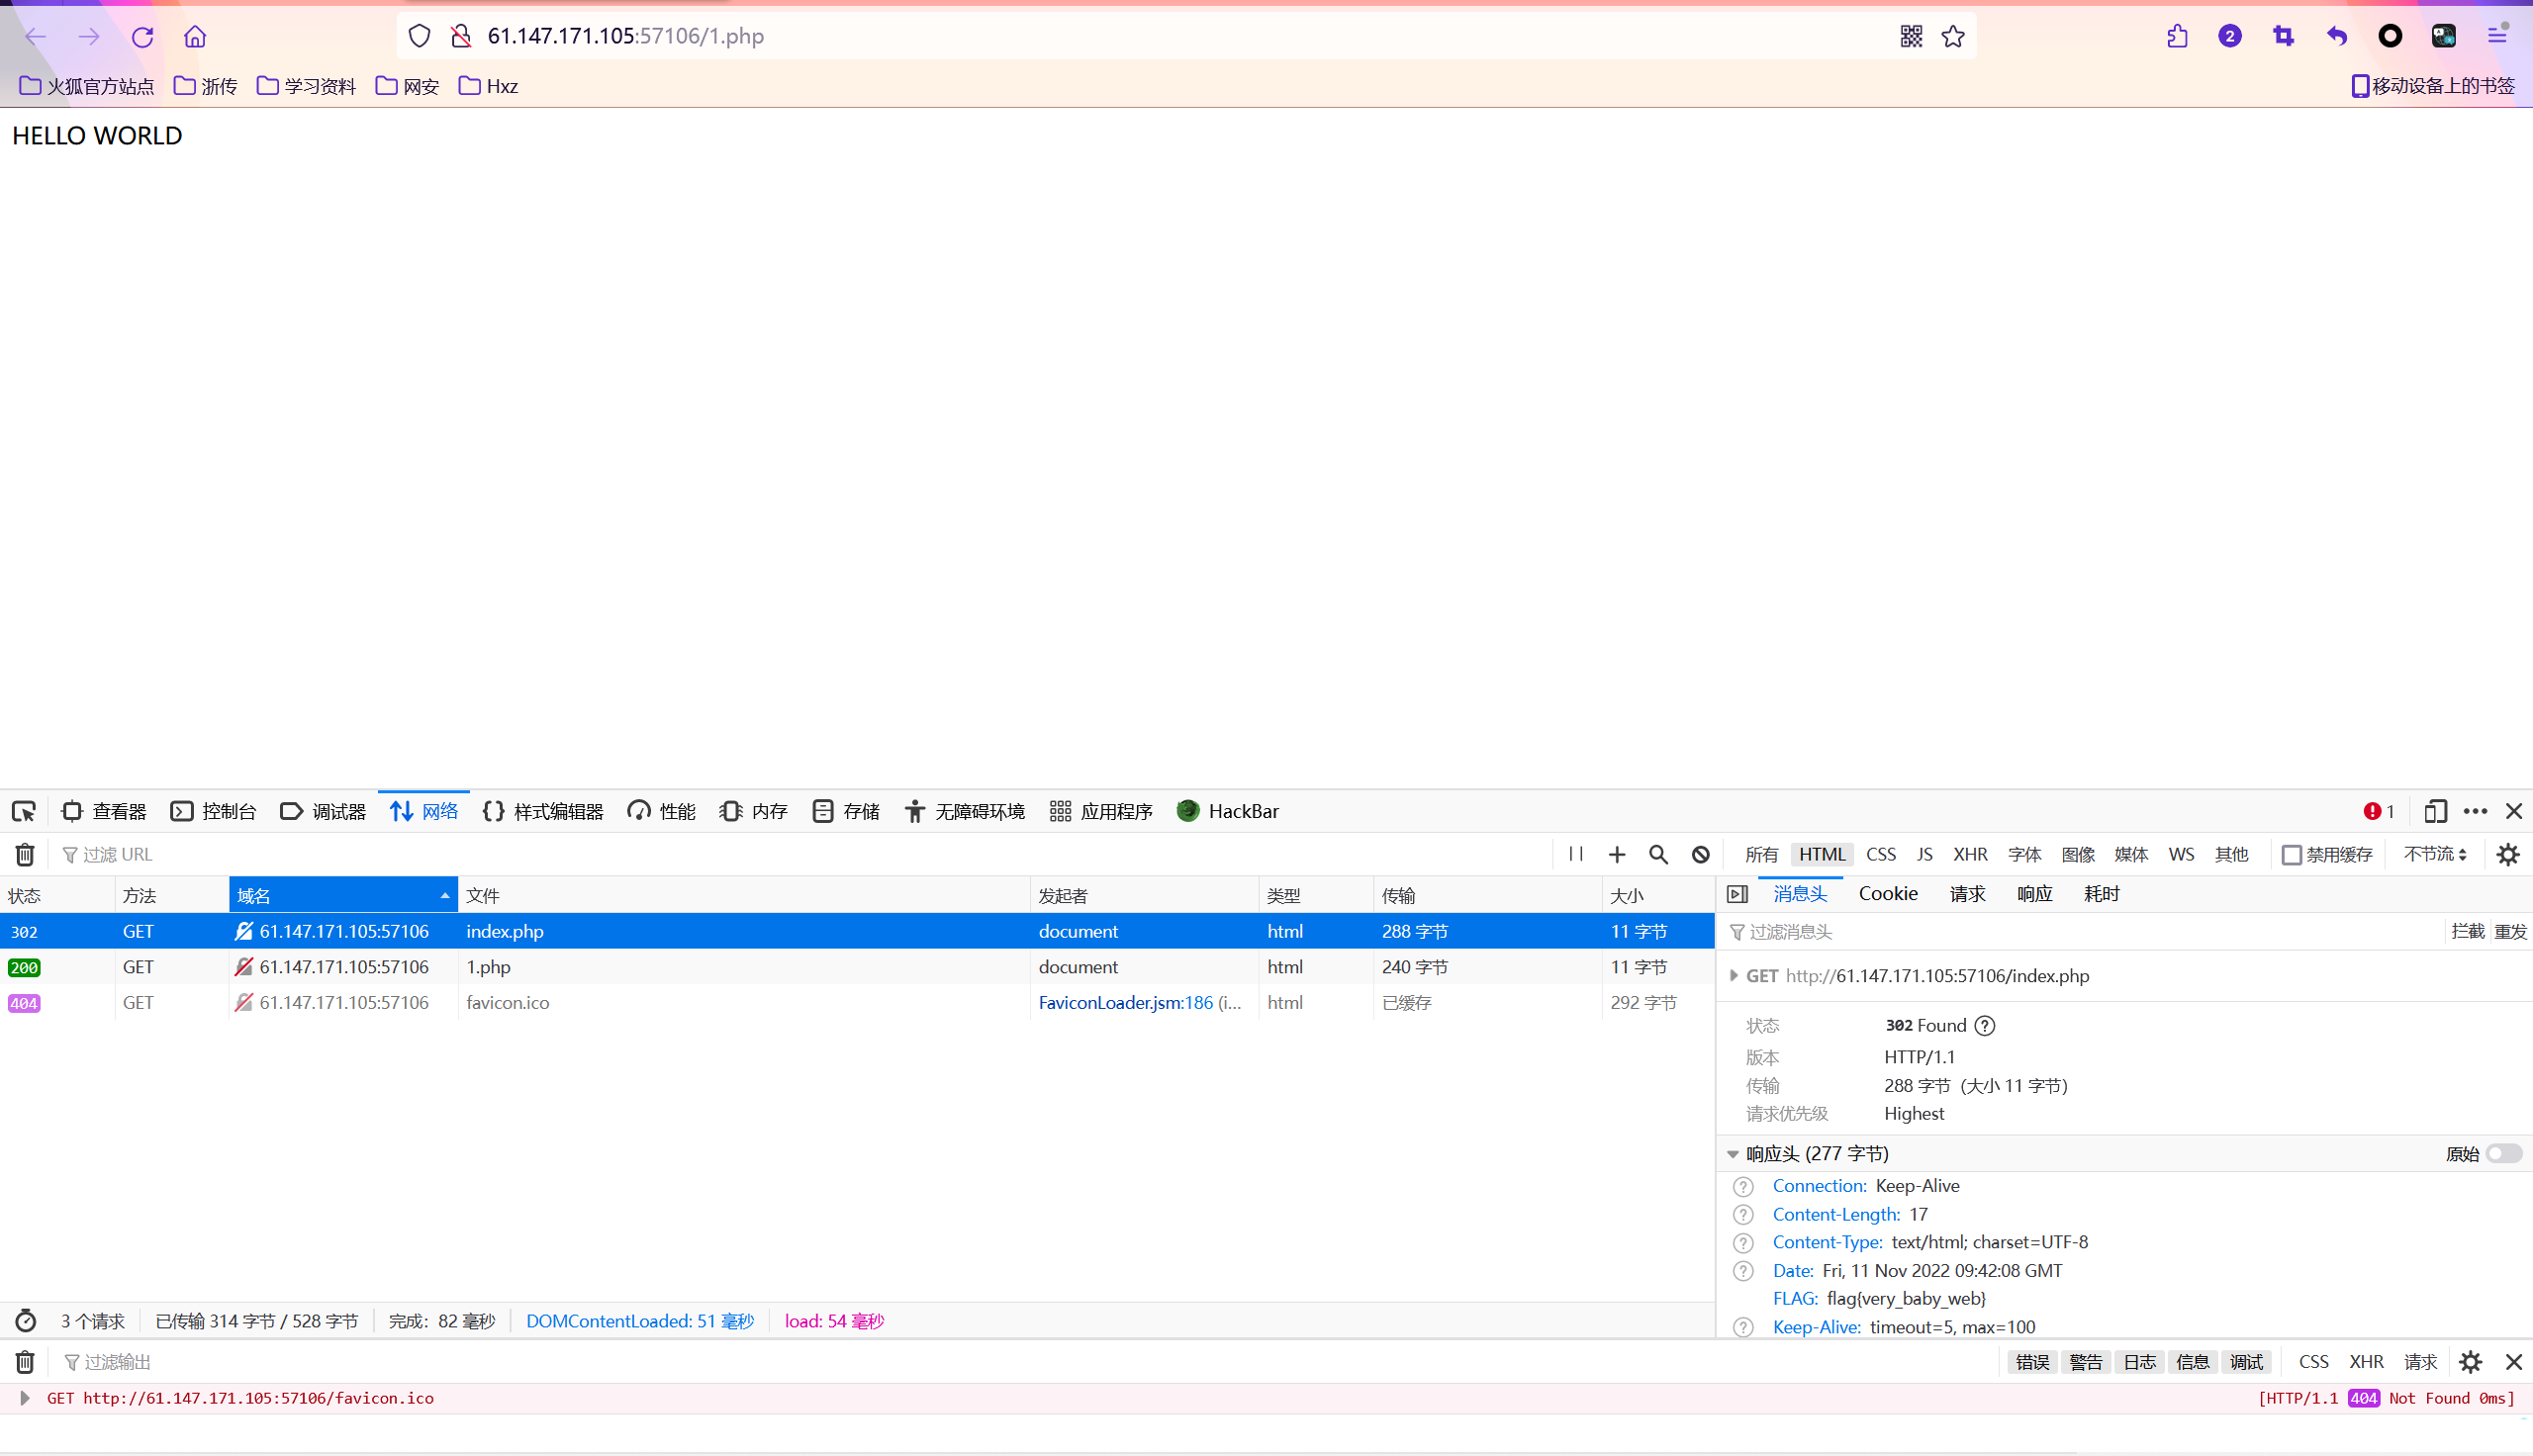 61.147.171.105:57106/1.php
2
火狐官方站点 浙传 学习资料 网安 Hxz 移动设备上的书签
HELLO WORLD
查看器 控制台 调试器 网络 {} 样式编辑器 性能 内存 存储 无障碍环境 应用程序 HackBar 1
过滤 URL 所有 HTML CSS JS XHR 字体 图像 媒体 WS 其他 禁用缓存 不节流
状态 方法 域名 文件 发起者 类型 传输 大小 消息头 Cookie 请求 响应 耗时
302 GET 61.147.171.105:57106 index.php document html 288 字节 11 字节
200 GET 61.147.171.105:57106 1.php document html 240 字节 11 字节
404 GET 61.147.171.105:57106 favicon.ico FaviconLoader.jsm:186 (i... html 已缓存 292 字节
过滤消息头 拦截 重发
GET http://61.147.171.105:57106/index.php
状态 302 Found
版本 HTTP/1.1
传输 288 字节 (大小 11 字节)
请求优先级 Highest
响应头 (277 字节) 原始
Connection: Keep-Alive
Content-Length: 17
Content-Type: text/html; charset=UTF-8
Date: Fri, 11 Nov 2022 09:42:08 GMT
FLAG: flag{very_baby_web}
Keep-Alive: timeout=5, max=100
3 个请求 已传输 314 字节 / 528 字节 完成：82 毫秒 DOMContentLoaded: 51 毫秒 load: 54 毫秒
过滤输出 错误 警告 日志 信息 调试 CSS XHR 请求
GET http://61.147.171.105:57106/favicon.ico [HTTP/1.1 404 Not Found 0ms]